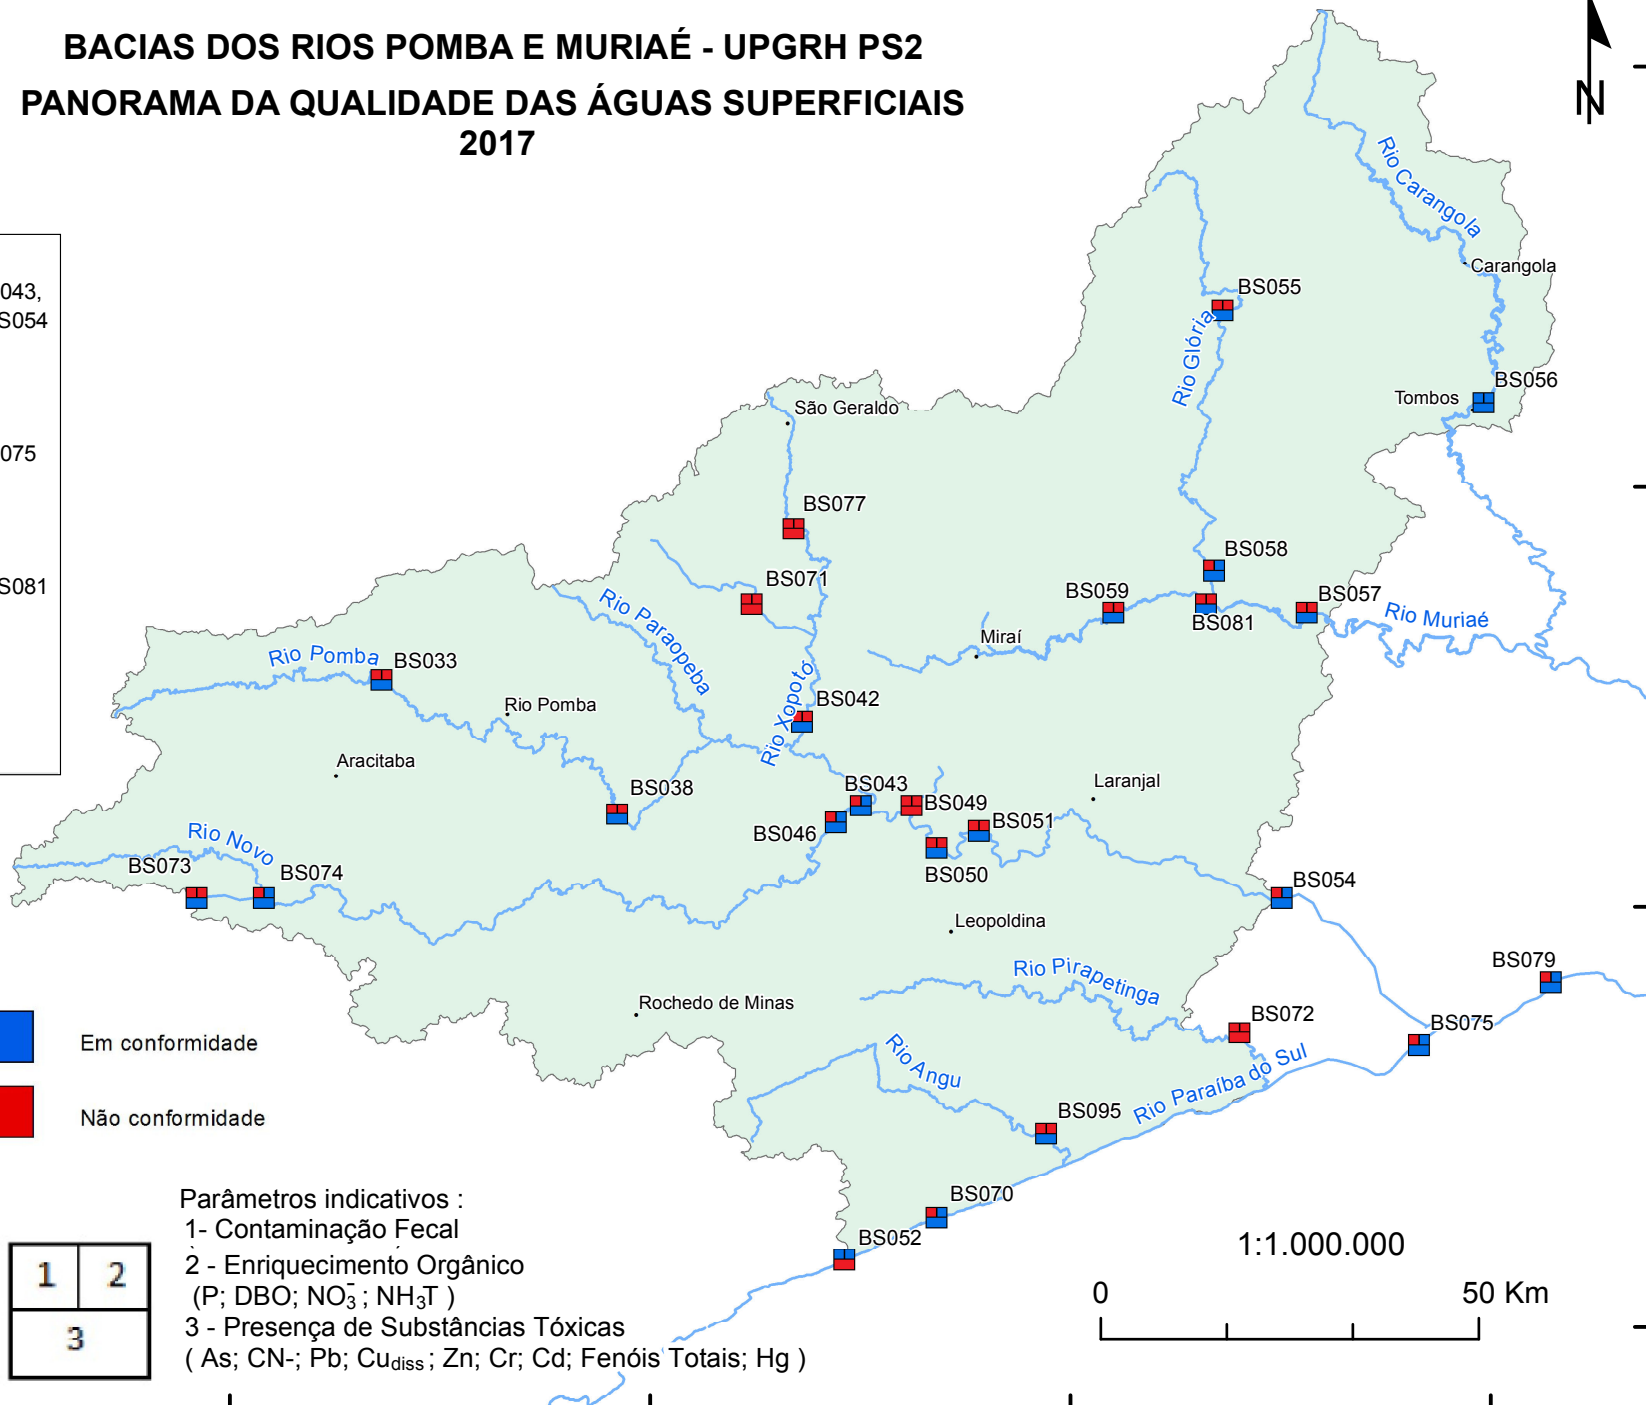 BACIAS DOS RIOS POMBA E MURIAÉ - UPGRH PS2
PANORAMA DA QUALIDADE DAS ÁGUAS SUPERFICIAIS
2017
N
043,
S054
075
S081
Rio Carangola
Carangola
BS055
Rio Glória
BS056
Tombos
São Geraldo
BS077
BS071
BS058
BS059
BS081
BS057
Rio Muriaé
Miraí
Rio Paraopeba
Rio Pomba
BS033
Rio Pomba
Rio Xopotó
BS042
Aracitaba
BS038
BS043
BS049
Laranjal
BS046
BS051
BS050
Rio Novo
BS073
BS074
BS054
Leopoldina
Rio Pirapetinga
BS079
Rochedo de Minas
BS072
BS075
Rio Angu
Rio Paraíba do Sul
BS095
BS070
BS052
Em conformidade
Não conformidade
Parâmetros indicativos :
1- Contaminação Fecal
2 - Enriquecimento Orgânico
(P; DBO; NO3-; NH3T )
3 - Presença de Substâncias Tóxicas
( As; CN-; Pb; Cudiss; Zn; Cr; Cd; Fenóis Totais; Hg )
1 2
3
1:1.000.000
0 50 Km